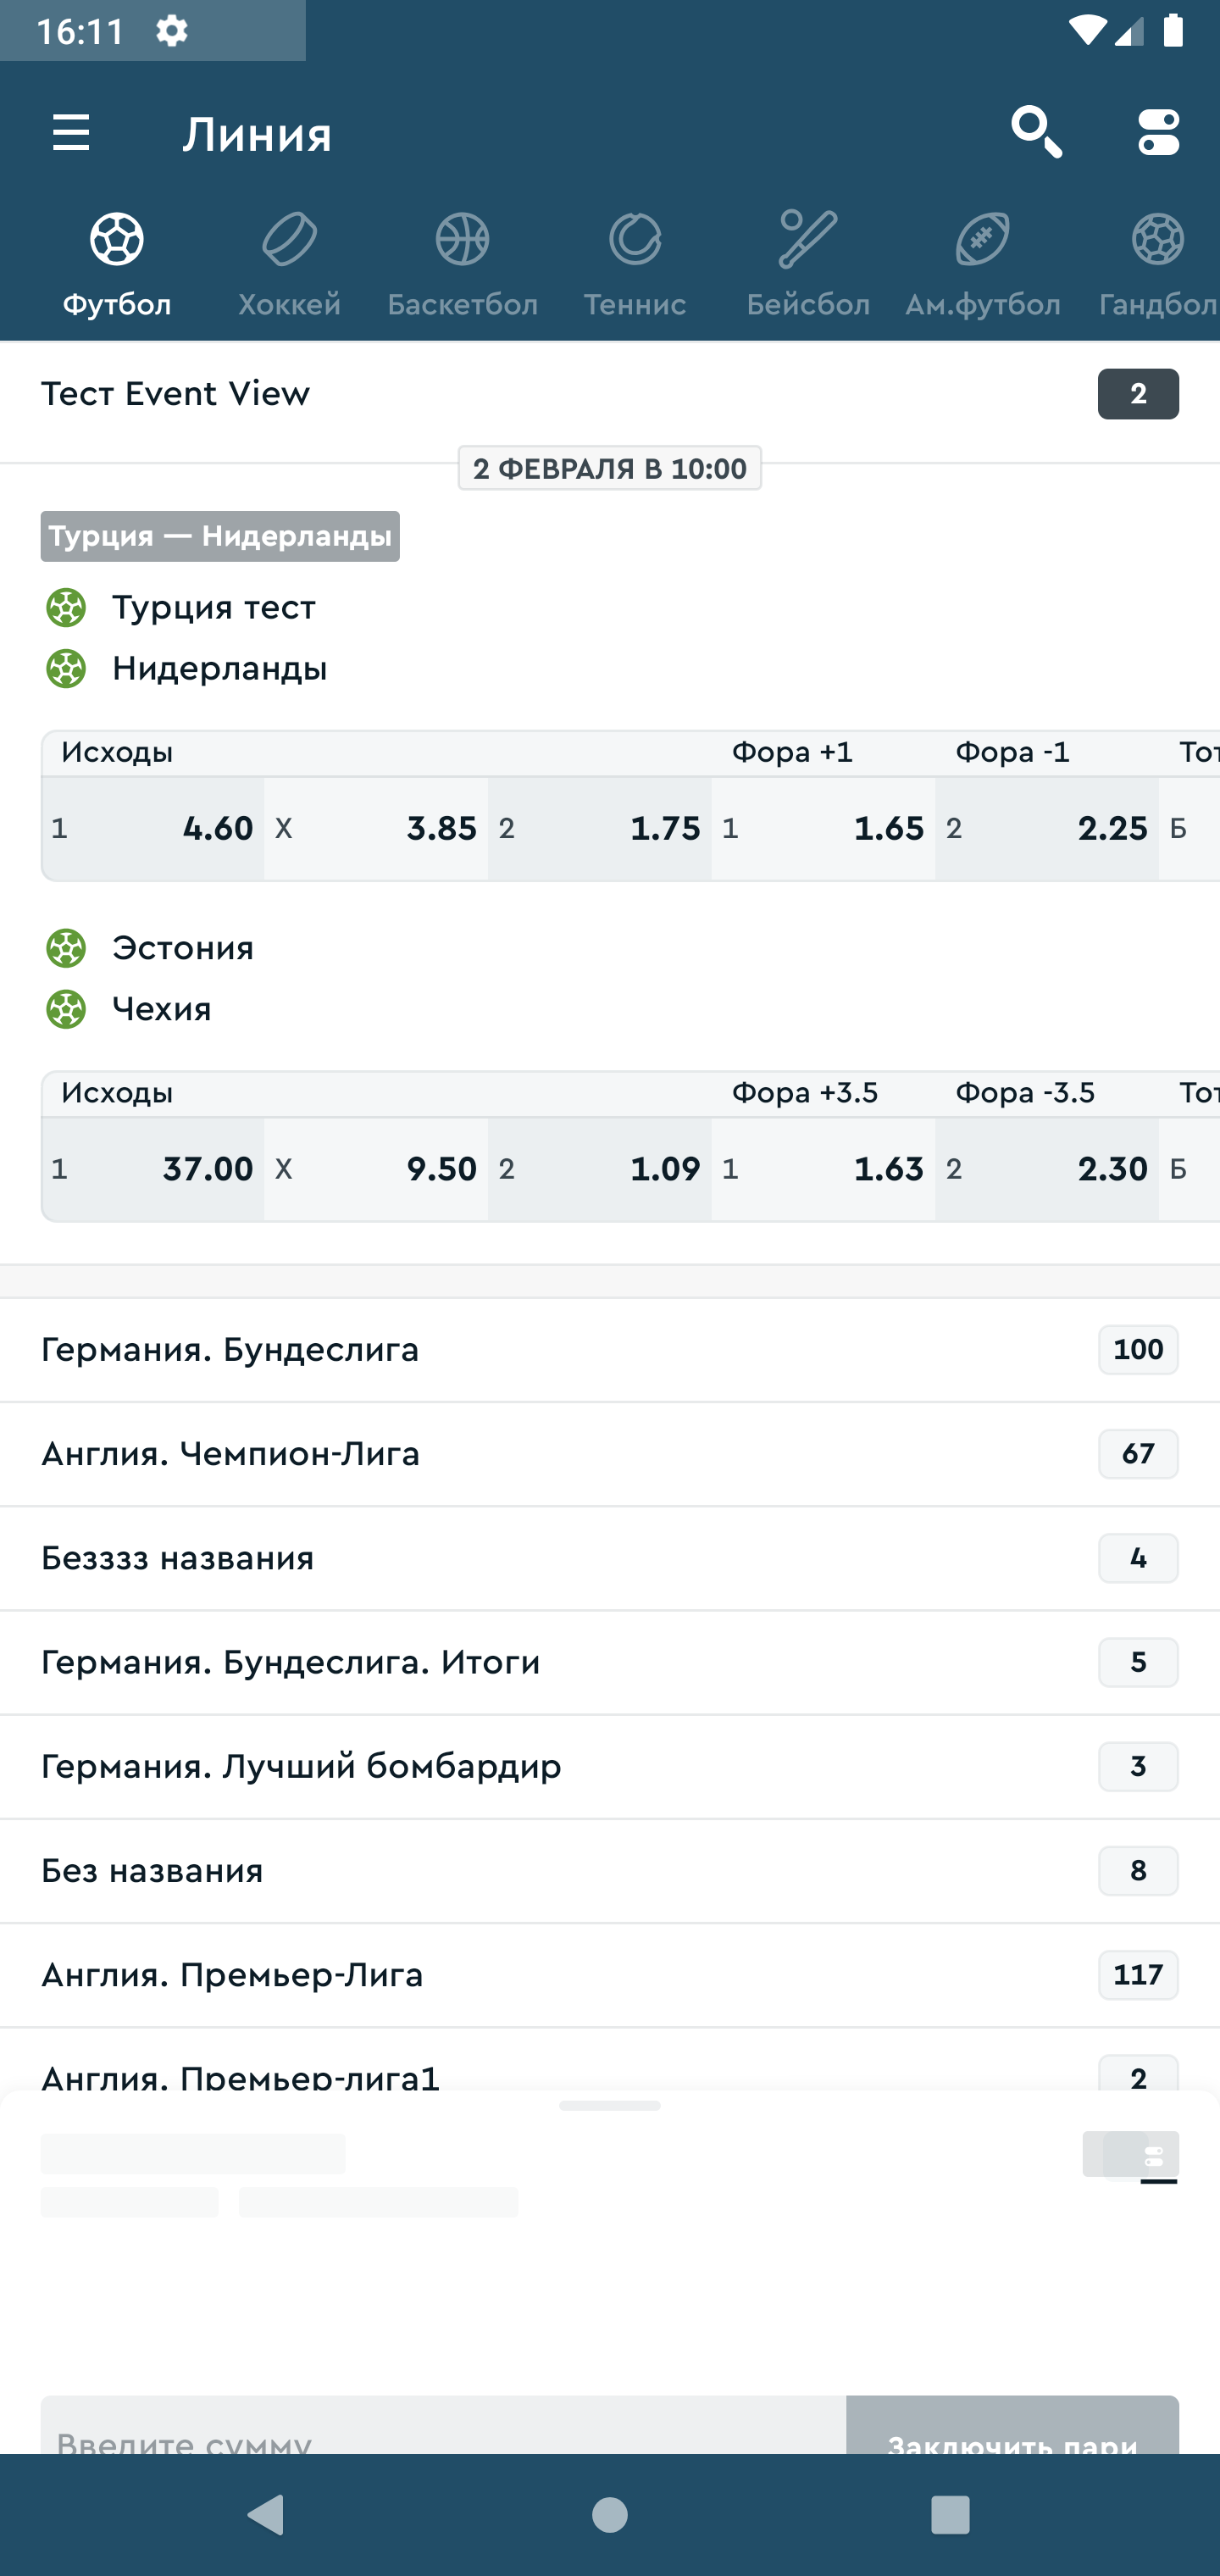 16:11
Линия
Футбол Хоккей Баскетбол Теннис Бейсбол Ам.футбол Гандбол
Тест Event View 2
2 ФЕВРАЛЯ В 10:00
Турция — Нидерланды
Турция тест
Нидерланды
Исходы Фора +1 Фора -1 Тот
1 4.60 X 3.85 2 1.75 1 1.65 2 2.25 Б
Эстония
Чехия
Исходы Фора +3.5 Фора -3.5 Тот
1 37.00 X 9.50 2 1.09 1 1.63 2 2.30 Б
Германия. Бундеслига 100
Англия. Чемпион-Лига 67
Безззз названия 4
Германия. Бундеслига. Итоги 5
Германия. Лучший бомбардир 3
Без названия 8
Англия. Премьер-Лига 117
Англия. Премьер-лига1 2
Введите сумму Заключить пари